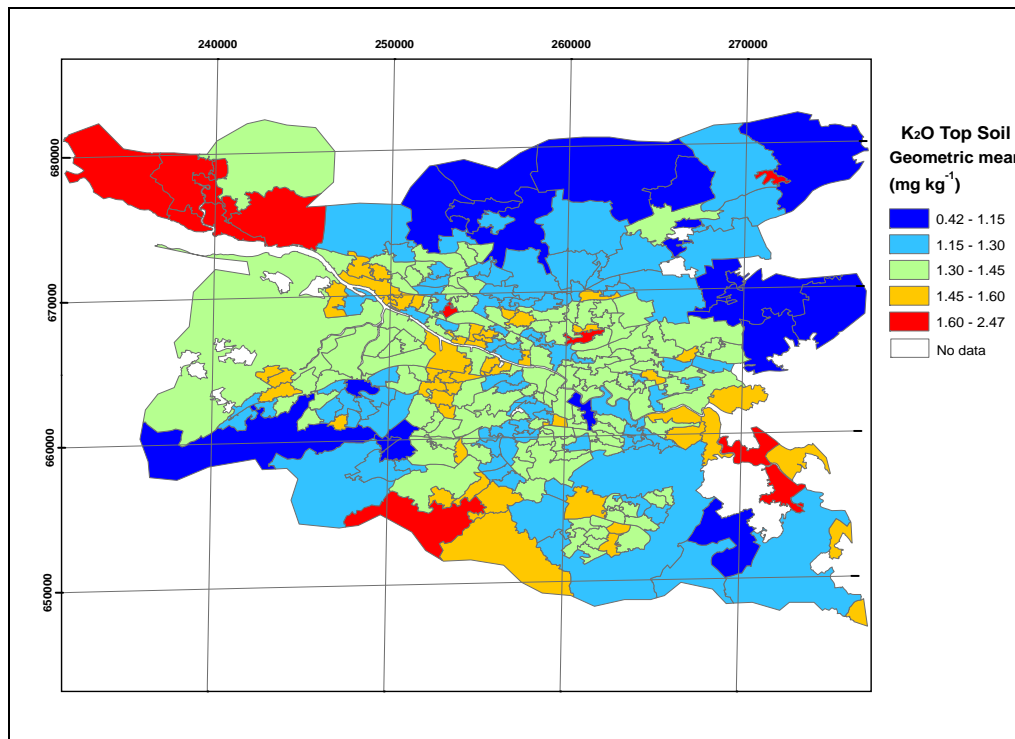 240000 250000 260000 270000
680000
670000
660000
650000
K2O Top Soil
Geometric mean
(mg kg-1)
0.42 - 1.15
1.15 - 1.30
1.30 - 1.45
1.45 - 1.60
1.60 - 2.47
No data